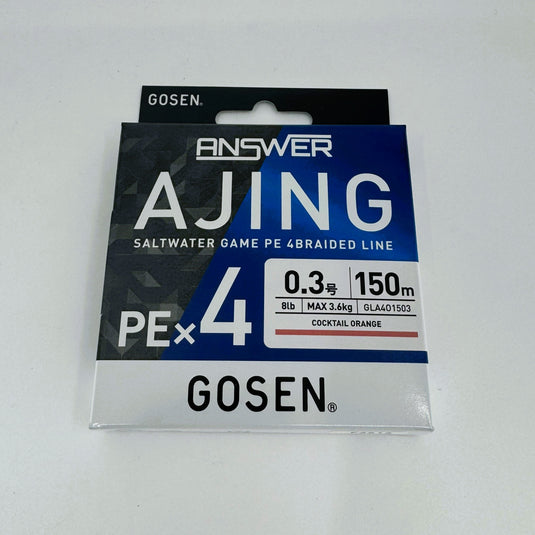 GOSEN®
ANSWER
AJING
SALTWATER GAME PE 4BRAIDED LINE
PE×4
0.3号 150m
8lb MAX 3.6kg GLA401503
COCKTAIL ORANGE
GOSEN®